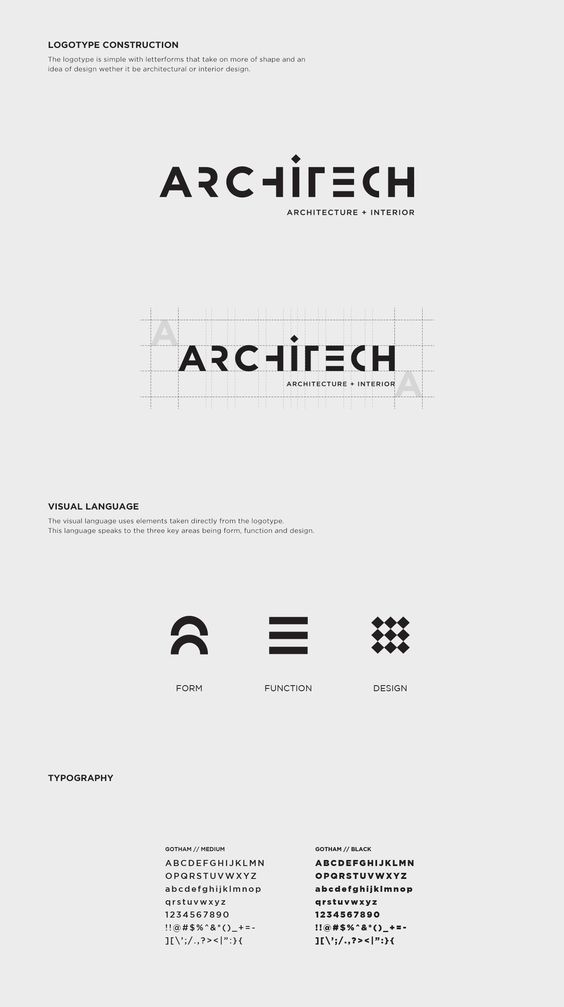 LOGOTYPE CONSTRUCTION
The logotype is simple with letterforms that take on more of shape and an
idea of design wether it be architectural or interior design.
ARCHITECH
ARCHITECTURE + INTERIOR
A
ARCHITECH
ARCHITECTURE + INTERIOR
A
VISUAL LANGUAGE
The visual language uses elements taken directly from the logotype.
This language speaks to the three key areas being form, function and design.
FORM
FUNCTION
DESIGN
TYPOGRAPHY
GOTHAM // MEDIUM
ABCDEFGHIJKLMN
OPQRSTUVWXYZ
abcdefghijklmnop
qrstuvwxyz
1234567890
!!@#$%^&*()_+=-
][\';/.,?><|":}{
GOTHAM // BLACK
ABCDEFGHIJKLMN
OPQRSTUVWXYZ
abcdefghijklmnop
qrstuvwxyz
1234567890
!!@#$%^&*()_+=-
][\';/.,?><|":}{